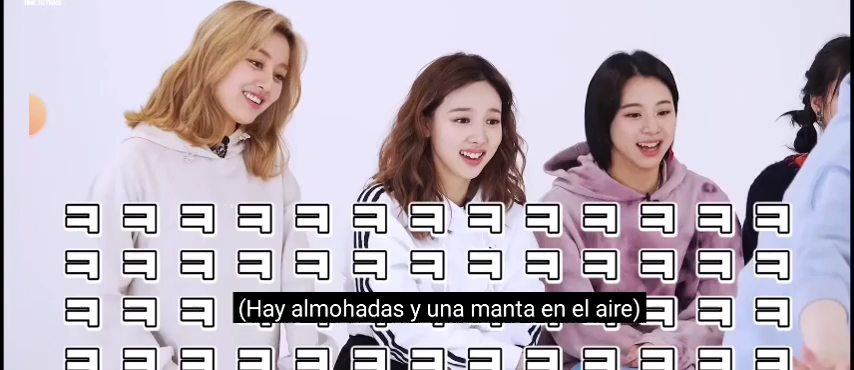 ㅋ ㅋ ㅋ ㅋ ㅋ ㅋ ㅋ ㅋ ㅋ ㅋ ㅋ ㅋ ㅋ
ㅋ ㅋ ㅋ ㅋ ㅋ ㅋ ㅋ ㅋ ㅋ ㅋ ㅋ ㅋ ㅋ
ㅋ ㅋ ㅋ (Hay almohadas y una manta en el aire) ㅋ ㅋ ㅋ
ㅋ ㅋ ㅋ ㅋ ㅋ ㅋ ㅋ ㅋ ㅋ ㅋ ㅋ ㅋ ㅋ